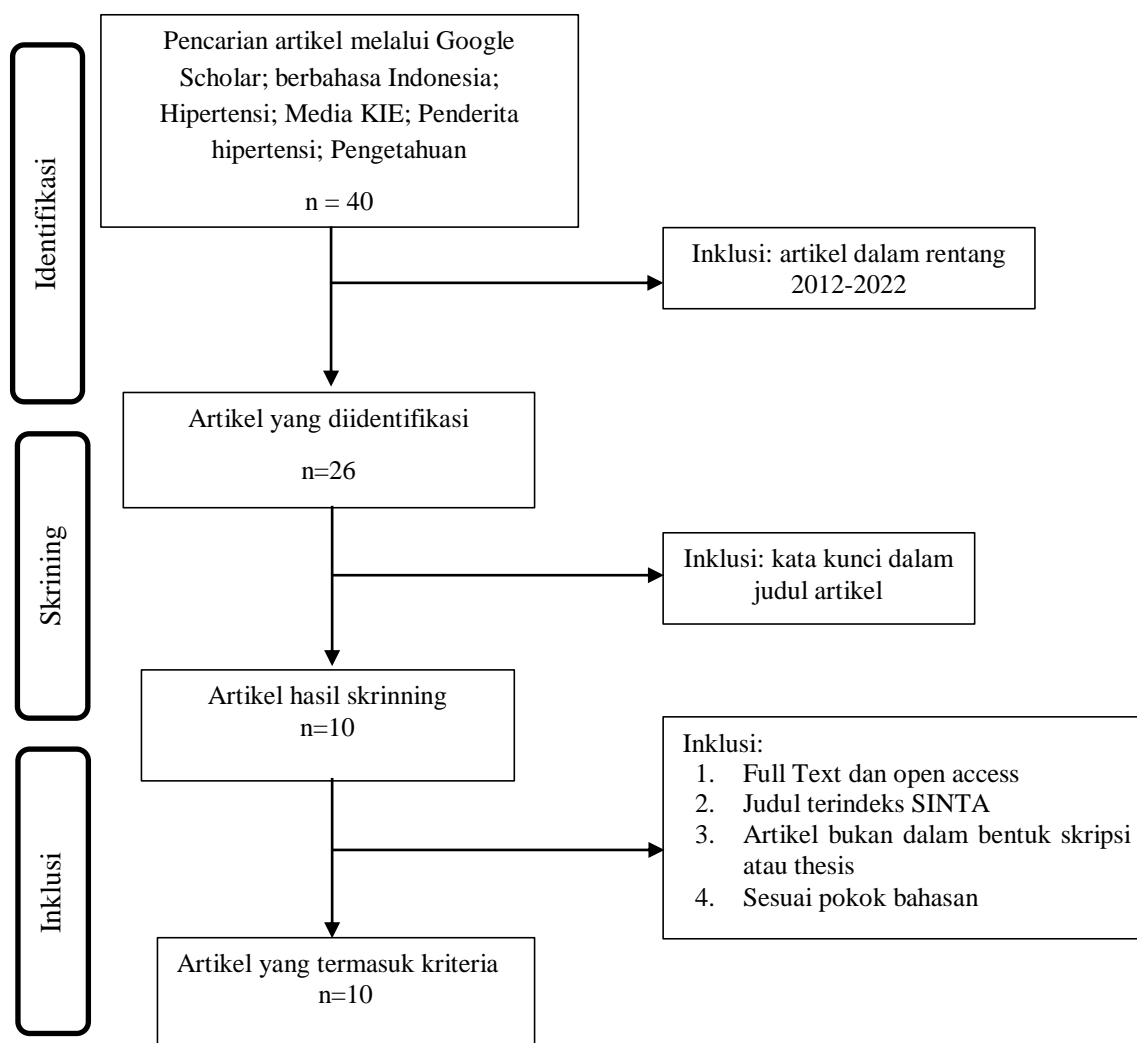 Identifikasi
Pencarian artikel melalui Google
Scholar; berbahasa Indonesia;
Hipertensi; Media KIE; Penderita
hipertensi; Pengetahuan
n = 40
Inklusi: artikel dalam rentang
2012-2022
Artikel yang diidentifikasi
n=26
Skrining
Inklusi: kata kunci dalam
judul artikel
Artikel hasil skrinning
n=10
Inklusi
Inklusi:
1. Full Text dan open access
2. Judul terindeks SINTA
3. Artikel bukan dalam bentuk skripsi
atau thesis
4. Sesuai pokok bahasan
Artikel yang termasuk kriteria
n=10